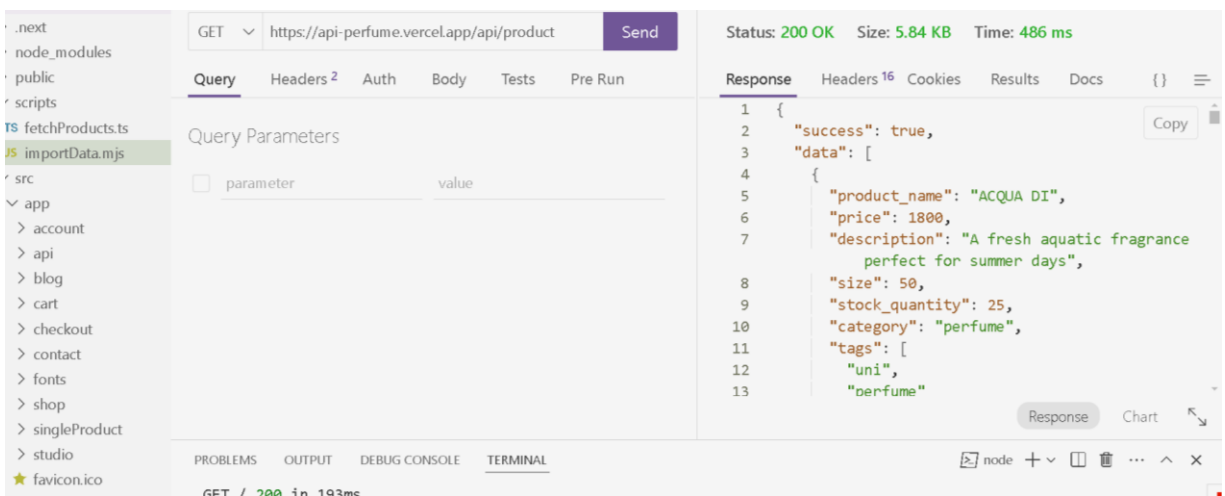 .next
node_modules
public
scripts
TS fetchProducts.ts
JS importData.mjs
src
app
account
api
blog
cart
checkout
contact
fonts
shop
singleProduct
studio
favicon.ico
GET https://api-perfume.vercel.app/api/product Send
Query Headers 2 Auth Body Tests Pre Run
Query Parameters
parameter value
Status: 200 OK Size: 5.84 KB Time: 486 ms
Response Headers 16 Cookies Results Docs {}
Copy
1 {
2 "success": true,
3 "data": [
4 {
5 "product_name": "ACQUA DI",
6 "price": 1800,
7 "description": "A fresh aquatic fragrance
perfect for summer days",
8 "size": 50,
9 "stock_quantity": 25,
10 "category": "perfume",
11 "tags": [
12 "uni",
13 "perfume"
Response Chart
PROBLEMS OUTPUT DEBUG CONSOLE TERMINAL node
GET / 200 in 193ms